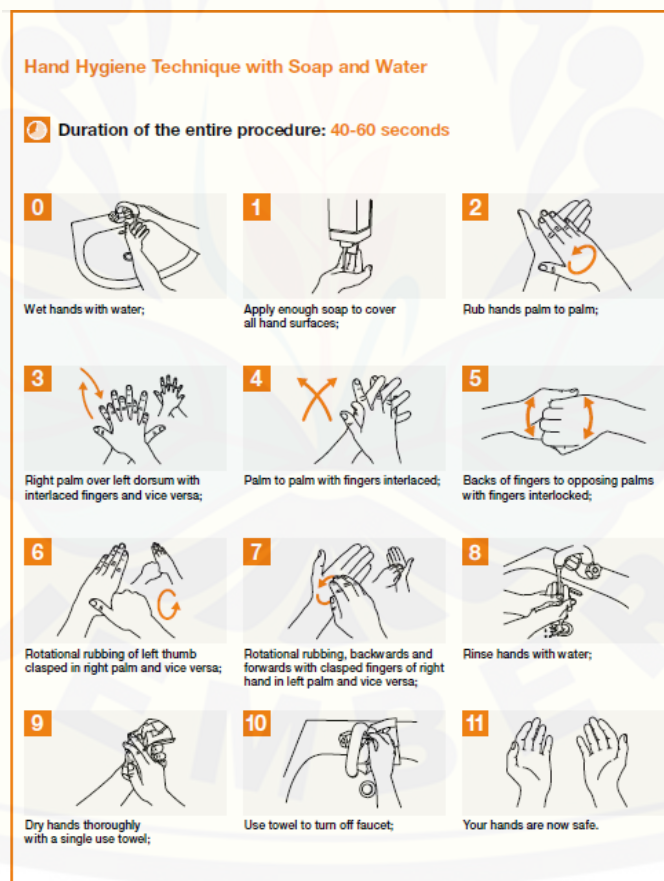 Hand Hygiene Technique with Soap and Water
Duration of the entire procedure: 40-60 seconds
0
Wet hands with water;
1
Apply enough soap to cover
all hand surfaces;
2
Rub hands palm to palm;
3
Right palm over left dorsum with
interlaced fingers and vice versa;
4
Palm to palm with fingers interlaced;
5
Backs of fingers to opposing palms
with fingers interlocked;
6
Rotational rubbing of left thumb
clasped in right palm and vice versa;
7
Rotational rubbing, backwards and
forwards with clasped fingers of right
hand in left palm and vice versa;
8
Rinse hands with water;
9
Dry hands thoroughly
with a single use towel;
10
Use towel to turn off faucet;
11
Your hands are now safe.